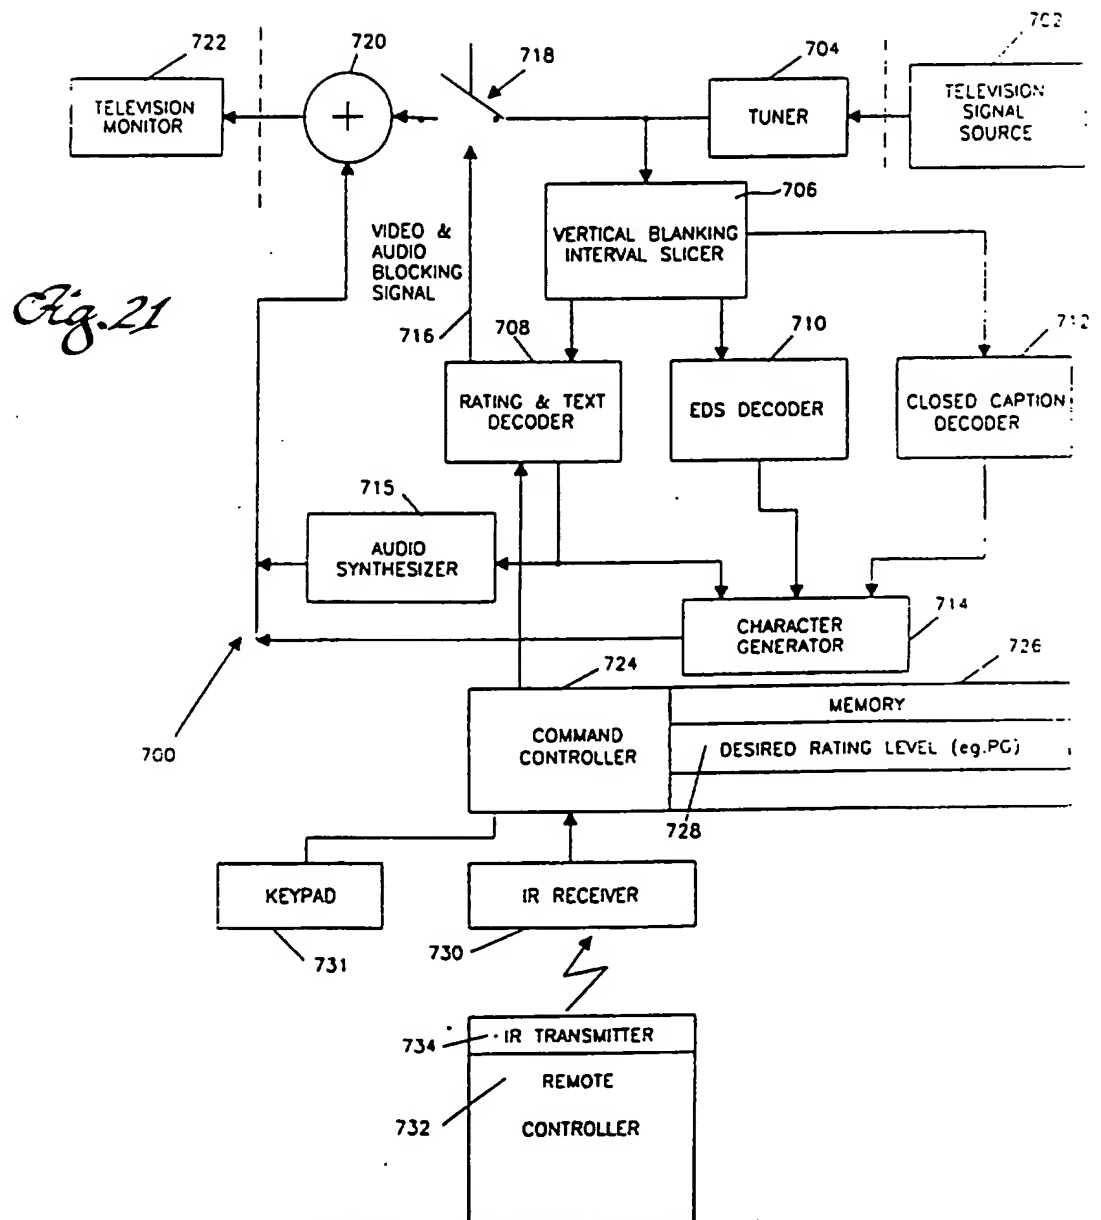 702
722
720
718
704
TELEVISION
MONITOR
+
TUNER
TELEVISION
SIGNAL
SOURCE
706
VIDEO &
AUDIO
BLOCKING
SIGNAL
VERTICAL BLANKING
INTERVAL SLICER
Fig. 21
716
708
710
712
RATING & TEXT
DECODER
EDS DECODER
CLOSED CAPTION
DECODER
715
AUDIO
SYNTHESIZER
CHARACTER
GENERATOR
714
724
726
700
COMMAND
CONTROLLER
MEMORY
DESIRED RATING LEVEL (eg.PG)
728
KEYPAD
IR RECEIVER
731
730
734
IR TRANSMITTER
732
REMOTE
CONTROLLER